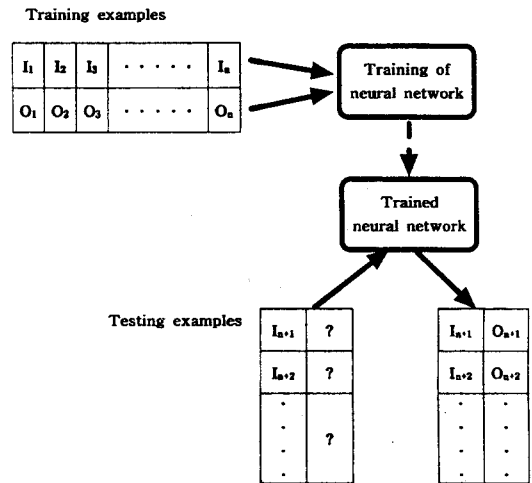 Training examples
I₁ I₂ I₃ · · · · · Iₙ
O₁ O₂ O₃ · · · · · Oₙ
Training of
neural network
Trained
neural network
Testing examples
Iₙ₊₁ ?
Iₙ₊₂ ?
· ?
·
·
·
Iₙ₊₁ Oₙ₊₁
Iₙ₊₂ Oₙ₊₂
· ·
· ·
· ·
· ·